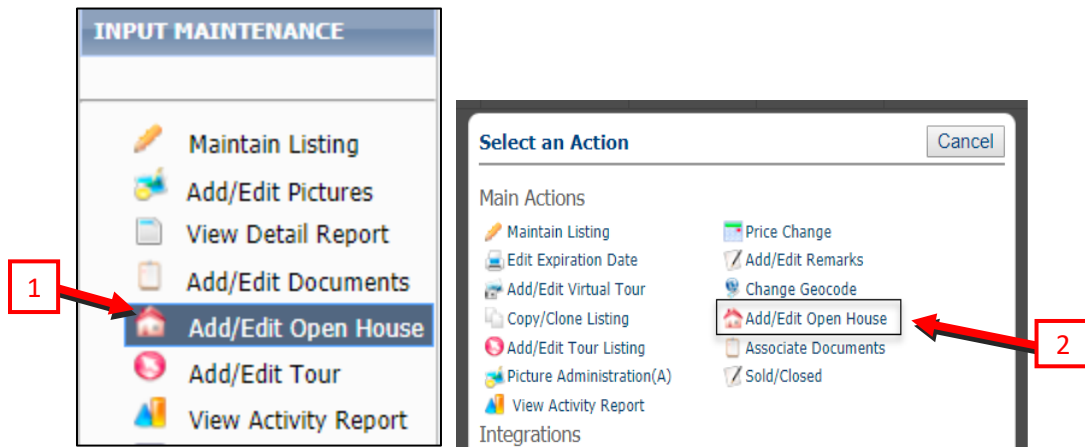 INPUT MAINTENANCE
Maintain Listing
Add/Edit Pictures
View Detail Report
Add/Edit Documents
1
Add/Edit Open House
Add/Edit Tour
View Activity Report
Select an Action
Cancel
Main Actions
Maintain Listing
Price Change
Edit Expiration Date
Add/Edit Remarks
Add/Edit Virtual Tour
Change Geocode
Copy/Clone Listing
Add/Edit Open House
2
Add/Edit Tour Listing
Associate Documents
Picture Administration(A)
Sold/Closed
View Activity Report
Integrations